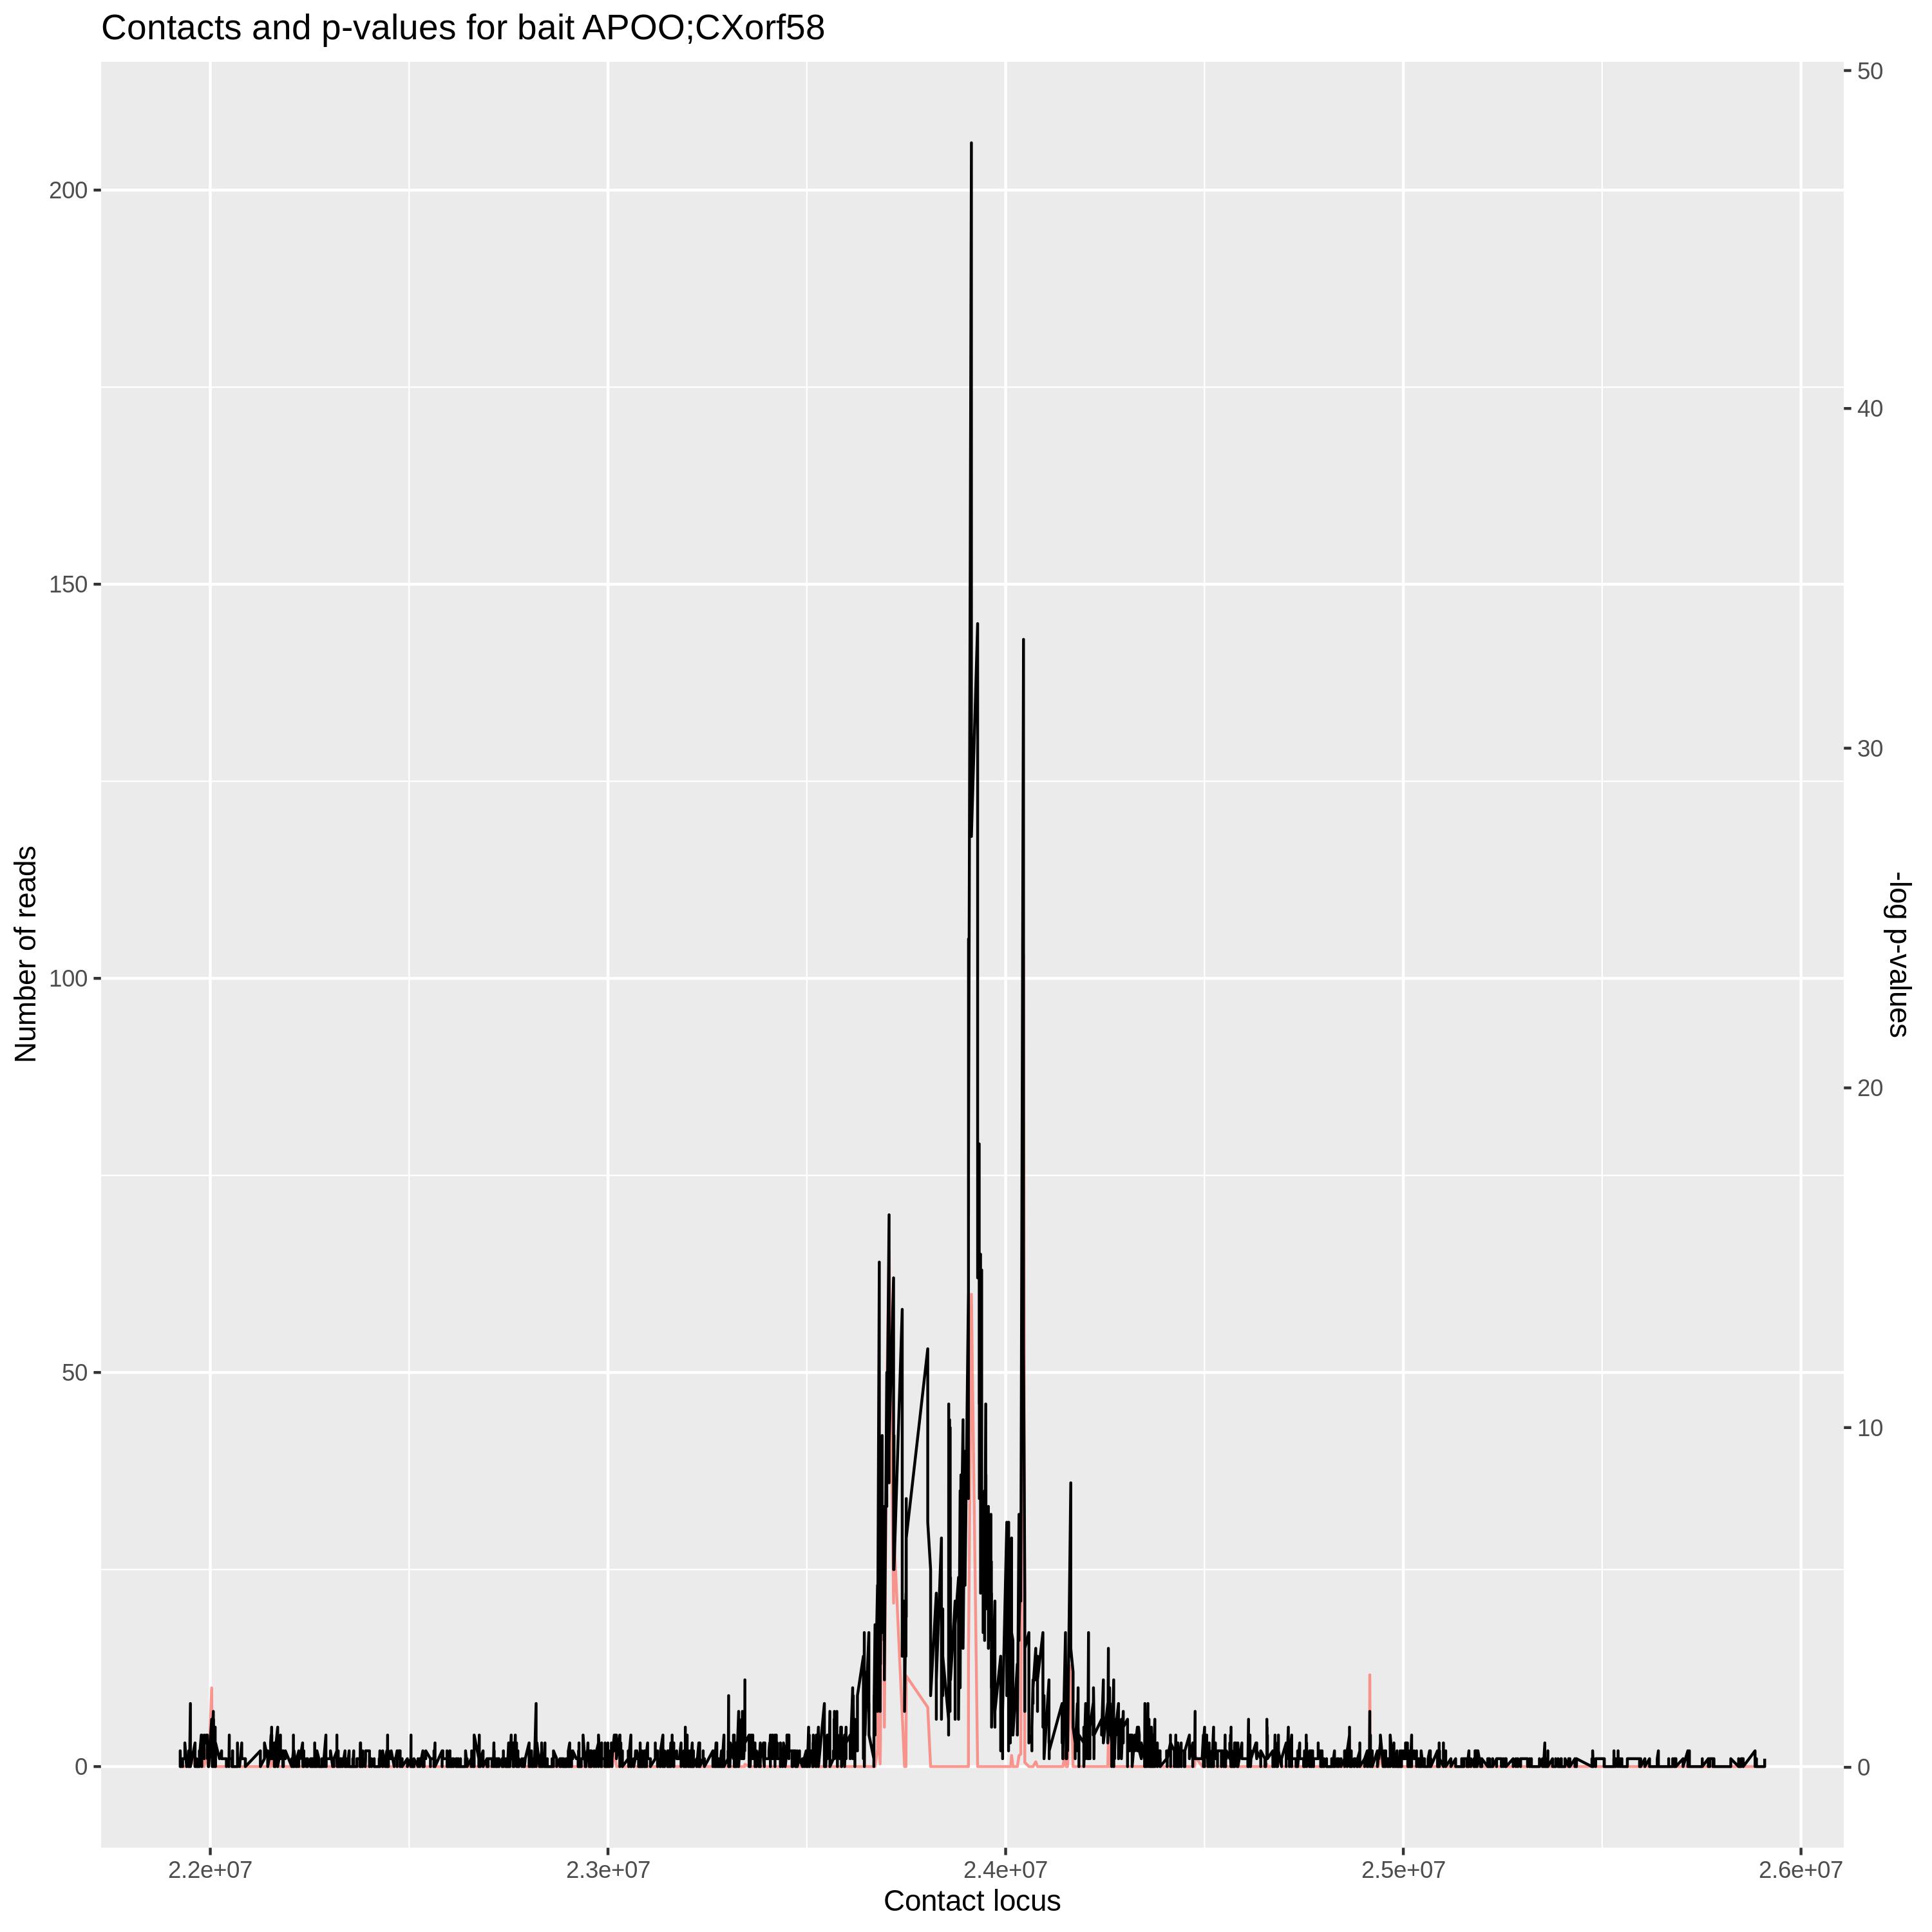 Contacts and p-values for bait APOO;CXorf58
Number of reads
200
150
100
50
0
50
40
30
20
10
0
-log p-values
2.2e+07
2.3e+07
2.4e+07
2.5e+07
2.6e+07
Contact locus